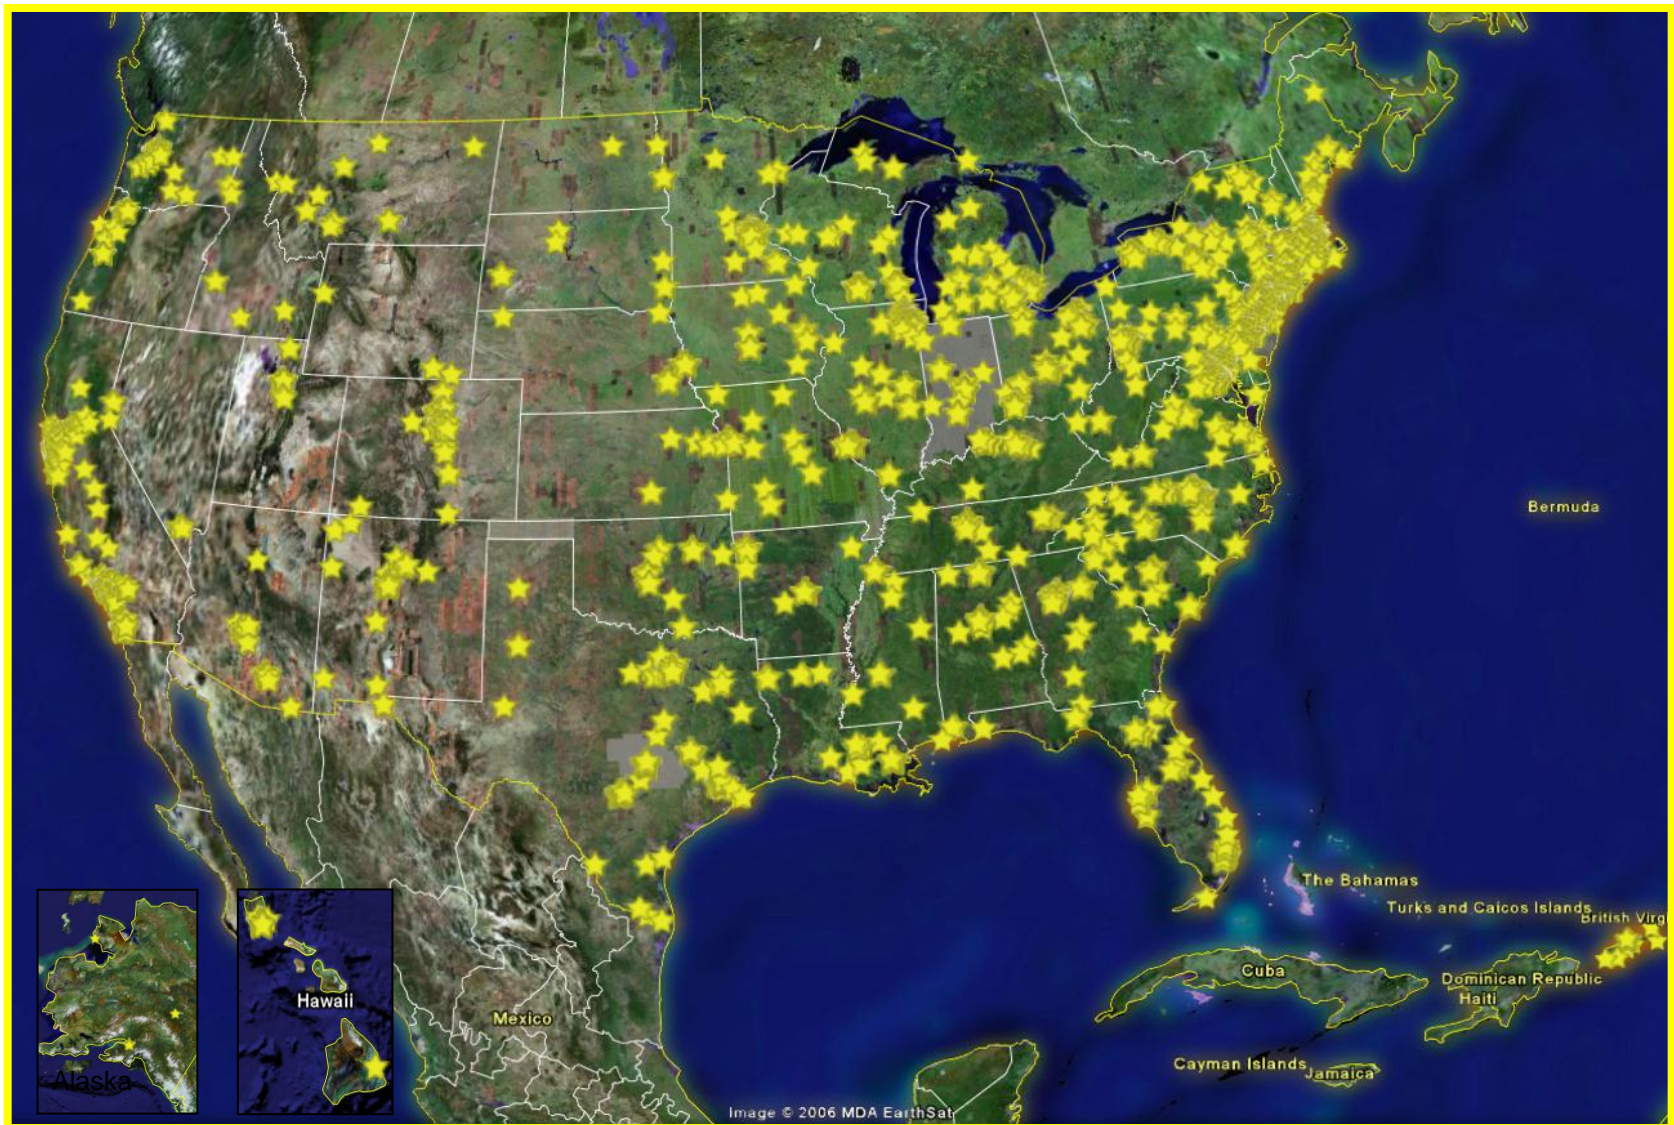 Bermuda
The Bahamas
Turks and Caicos Islands
British Virgi
Cuba
Dominican Republic
Haiti
Hawaii
Mexico
Alaska
Cayman Islands
Jamaica
Image © 2006 MDA EarthSat